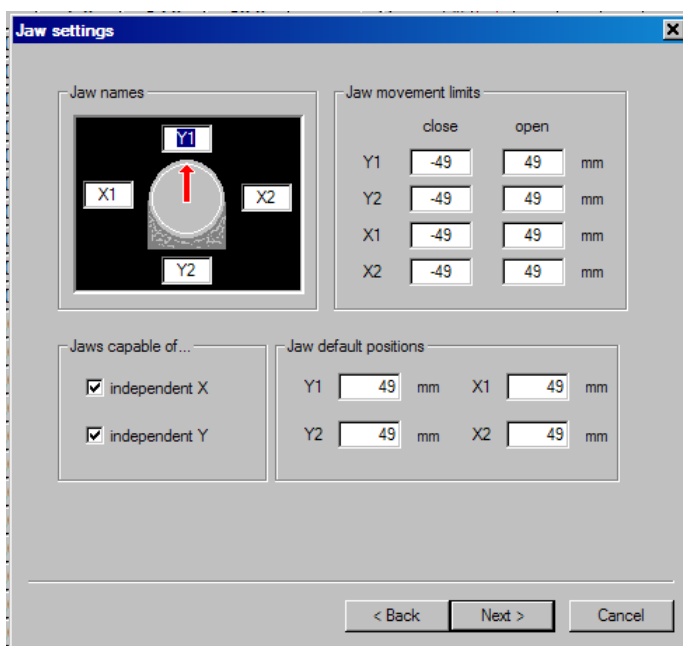 Jaw settings
Jaw names
Y1
X1
X2
Y2
Jaw movement limits
close open
Y1 -49 49 mm
Y2 -49 49 mm
X1 -49 49 mm
X2 -49 49 mm
Jaws capable of...
independent X
independent Y
Jaw default positions
Y1 49 mm X1 49 mm
Y2 49 mm X2 49 mm
< Back Next > Cancel